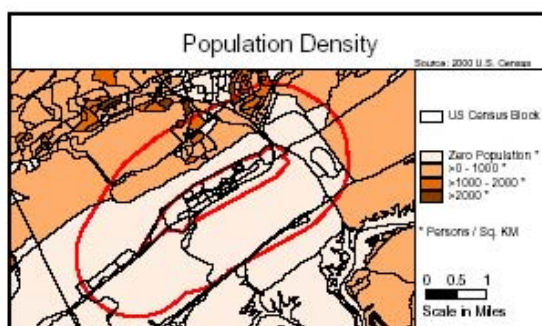 Population Density
Source: 2000 U.S. Census
US Census Block
Zero Population *
>0 - 1000 *
>1000 - 2000 *
>2000 *
* Persons / Sq. KM
0 0.5 1
Scale in Miles